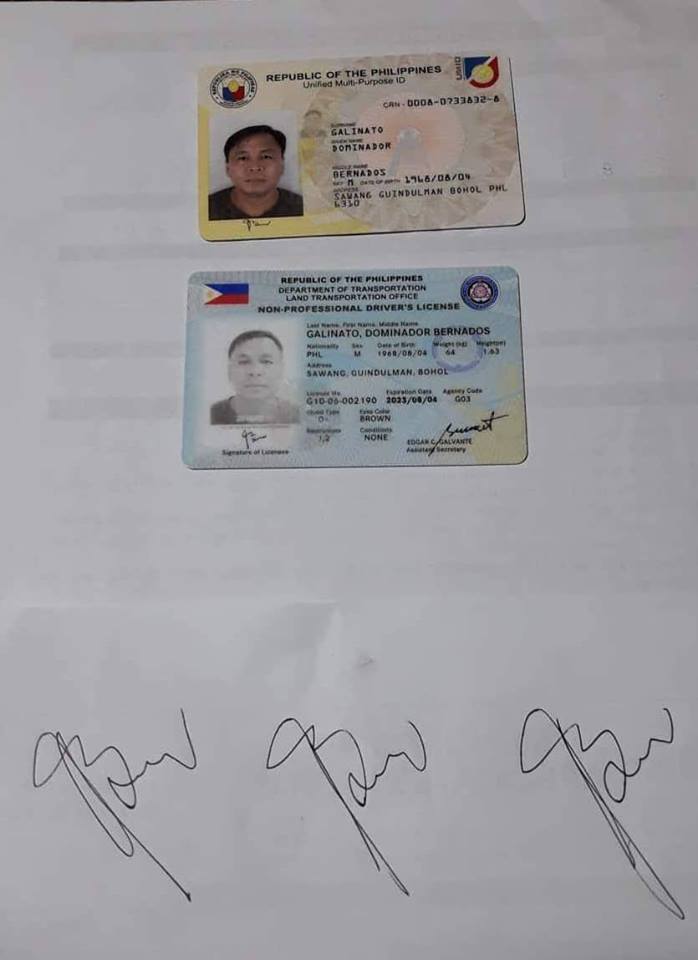 REPUBLIC OF THE PHILIPPINES
Unified Multi-Purpose ID
UMID
CRN - 0008-0733832-8
SURNAME
GALINATO
GIVEN NAME
DOMINADOR
MIDDLE NAME
BERNADOS
SEX M DATE OF BIRTH 1968/08/04
ADDRESS
SAWANG GUINDULMAN BOHOL PHL
6310
REPUBLIC OF THE PHILIPPINES
DEPARTMENT OF TRANSPORTATION
LAND TRANSPORTATION OFFICE
NON-PROFESSIONAL DRIVER'S LICENSE
Last Name, First Name, Middle Name
GALINATO, DOMINADOR BERNADOS
Nationality Sex Date of Birth Weight (kg) Height(m)
PHL M 1968/08/04 64 1.63
Address
SAWANG, GUINDULMAN, BOHOL
License No. Expiration Date Agency Code
G10-06-002190 2023/08/04 G03
Blood Type Eyes Color
BROWN
Restrictions Conditions
1,2 NONE
EDGAR C. GALVANTE
Signature of Licensee Assistant Secretary